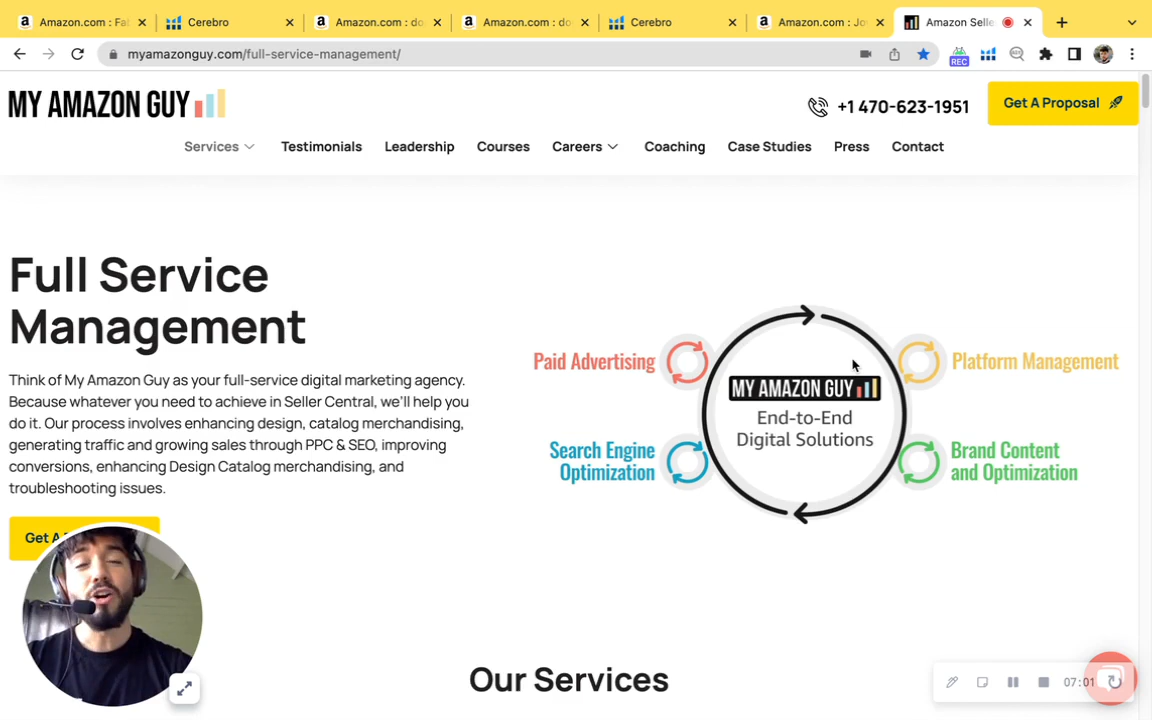 Amazon.com : Fa
Cerebro
Amazon.com : do
Amazon.com : do
Cerebro
Amazon.com : Jo
Amazon Selle
myamazonguy.com/full-service-management/
REC
MY AMAZON GUY
+1 470-623-1951
Get A Proposal
Services
Testimonials
Leadership
Courses
Careers
Coaching
Case Studies
Press
Contact
Full Service
Management
Think of My Amazon Guy as your full-service digital marketing agency.
Because whatever you need to achieve in Seller Central, we'll help you
do it. Our process involves enhancing design, catalog merchandising,
generating traffic and growing sales through PPC & SEO, improving
conversions, enhancing Design Catalog merchandising, and
troubleshooting issues.
Get A
Paid Advertising
Platform Management
MY AMAZON GUY
End-to-End
Digital Solutions
Search Engine
Optimization
Brand Content
and Optimization
Our Services
07:01